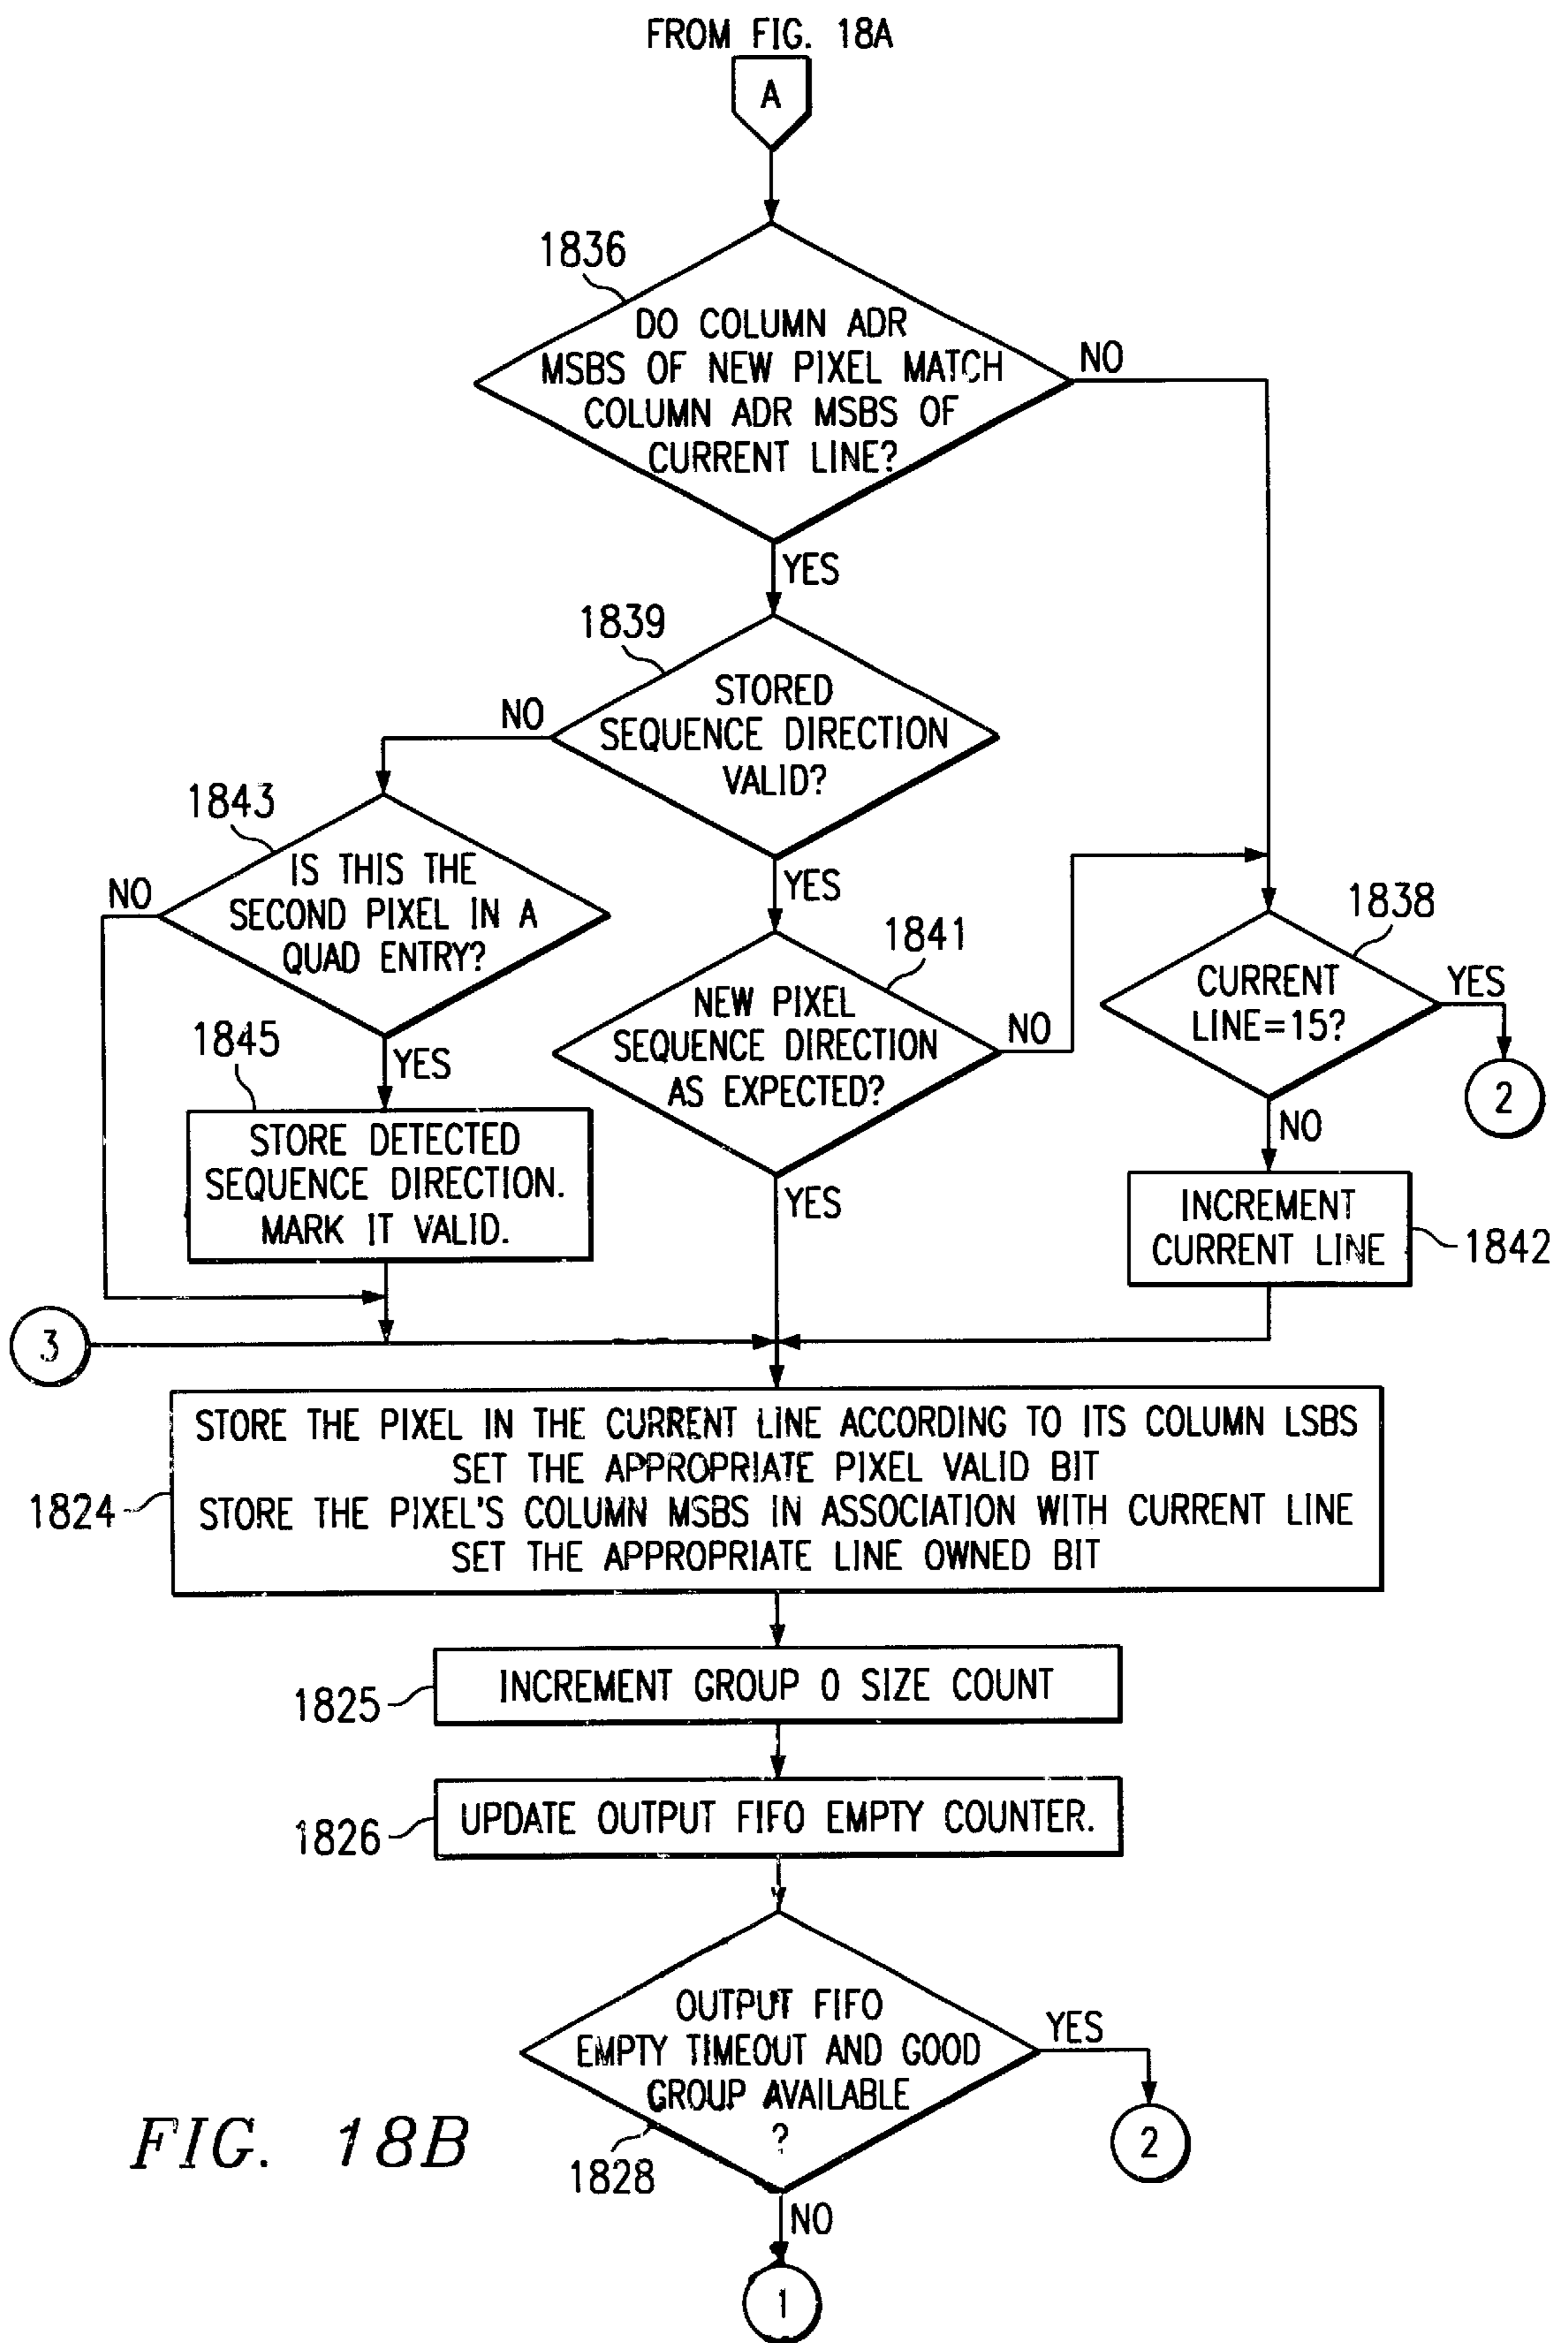 FROM FIG. 18A
A
1836
DO COLUMN ADR
MSBS OF NEW PIXEL MATCH
COLUMN ADR MSBS OF
CURRENT LINE?
NO
YES
1839
STORED
SEQUENCE DIRECTION
VALID?
NO
YES
1843
IS THIS THE
SECOND PIXEL IN A
QUAD ENTRY?
NO
YES
1841
NEW PIXEL
SEQUENCE DIRECTION
AS EXPECTED?
NO
YES
1838
CURRENT
LINE=15?
YES
2
NO
1845
STORE DETECTED
SEQUENCE DIRECTION.
MARK IT VALID.
INCREMENT
CURRENT LINE
1842
3
1824
STORE THE PIXEL IN THE CURRENT LINE ACCORDING TO ITS COLUMN LSBS
SET THE APPROPRIATE PIXEL VALID BIT
STORE THE PIXEL'S COLUMN MSBS IN ASSOCIATION WITH CURRENT LINE
SET THE APPROPRIATE LINE OWNED BIT
1825
INCREMENT GROUP 0 SIZE COUNT
1826
UPDATE OUTPUT FIFO EMPTY COUNTER.
OUTPUT FIFO
EMPTY TIMEOUT AND GOOD
GROUP AVAILABLE
?
1828
YES
2
NO
1
FIG. 18B